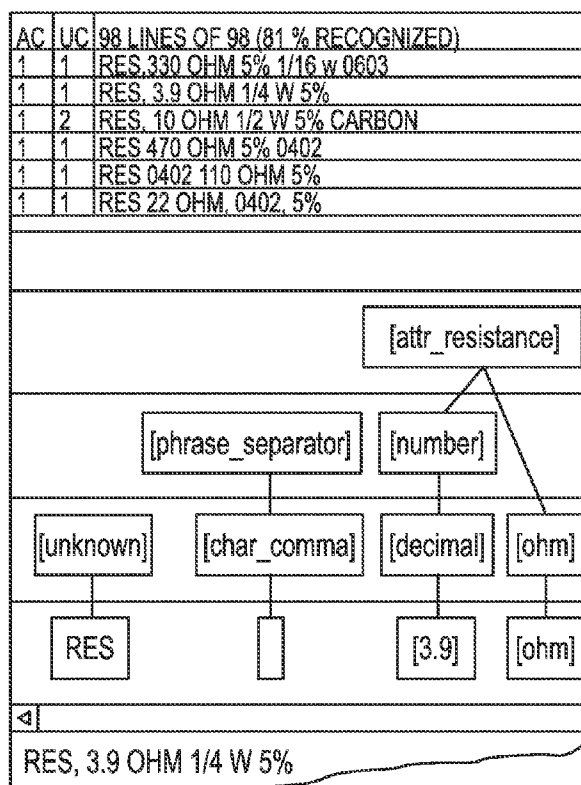 AC UC 98 LINES OF 98 (81 % RECOGNIZED)
1 1 RES,330 OHM 5% 1/16 w 0603
1 1 RES, 3.9 OHM 1/4 W 5%
1 2 RES, 10 OHM 1/2 W 5% CARBON
1 1 RES 470 OHM 5% 0402
1 1 RES 0402 110 OHM 5%
1 1 RES 22 OHM, 0402, 5%
[attr_resistance]
[phrase_separator] [number]
[unknown] [char_comma] [decimal] [ohm]
RES [3.9] [ohm]
RES, 3.9 OHM 1/4 W 5%